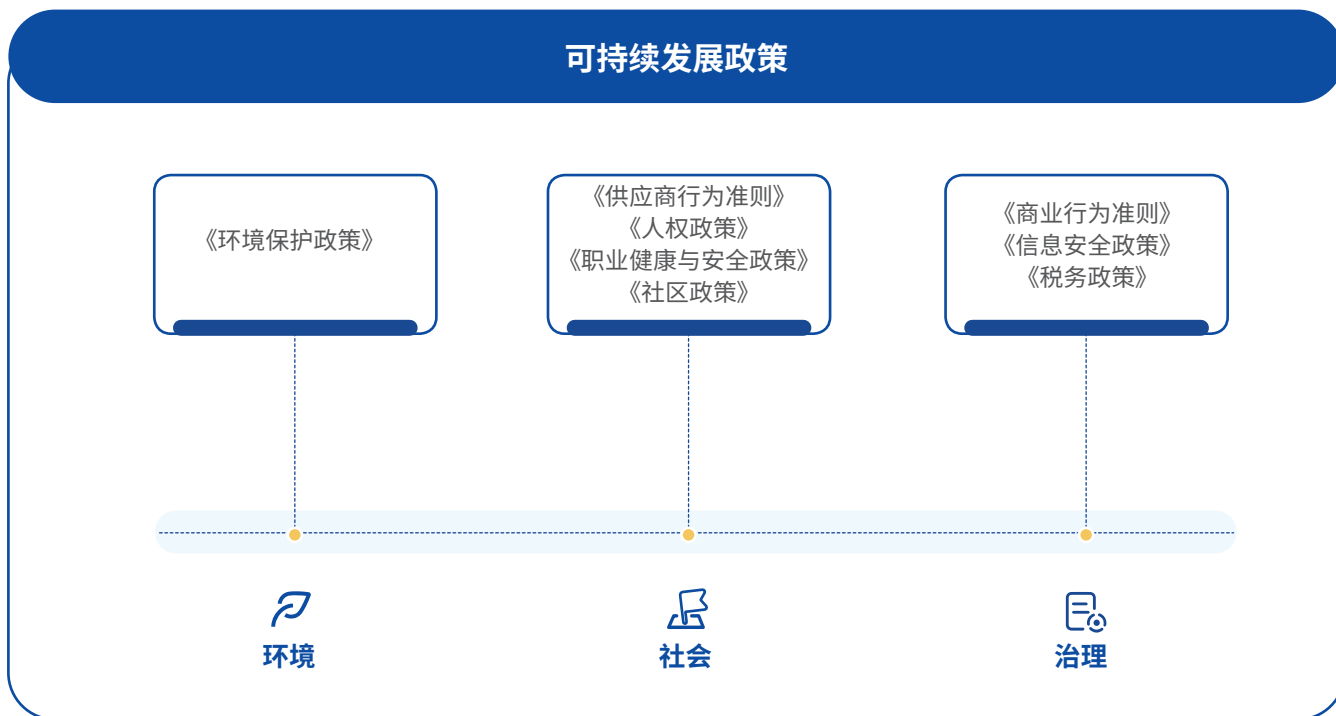 可持续发展政策
《环境保护政策》
《供应商行为准则》
《人权政策》
《职业健康与安全政策》
《社区政策》
《商业行为准则》
《信息安全政策》
《税务政策》
环境
社会
治理